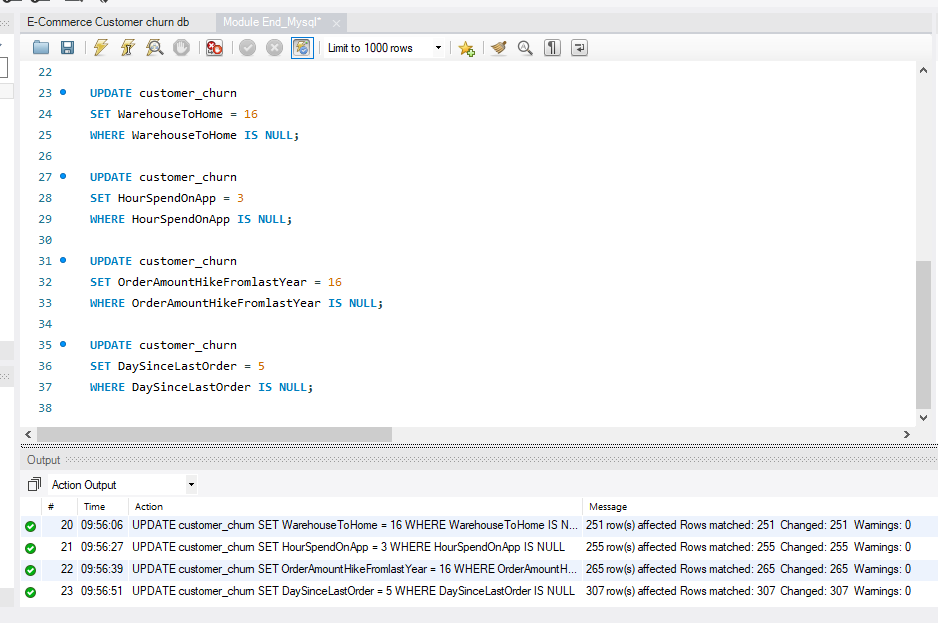 E-Commerce Customer churn db
Module End_Mysql*
Limit to 1000 rows
22
23 UPDATE customer_churn
24 SET WarehouseToHome = 16
25 WHERE WarehouseToHome IS NULL;
26
27 UPDATE customer_churn
28 SET HourSpendOnApp = 3
29 WHERE HourSpendOnApp IS NULL;
30
31 UPDATE customer_churn
32 SET OrderAmountHikeFromlastYear = 16
33 WHERE OrderAmountHikeFromlastYear IS NULL;
34
35 UPDATE customer_churn
36 SET DaySinceLastOrder = 5
37 WHERE DaySinceLastOrder IS NULL;
38
Output
Action Output
# Time Action Message
20 09:56:06 UPDATE customer_churn SET WarehouseToHome = 16 WHERE WarehouseToHome IS N... 251 row(s) affected Rows matched: 251 Changed: 251 Warnings: 0
21 09:56:27 UPDATE customer_churn SET HourSpendOnApp = 3 WHERE HourSpendOnApp IS NULL 255 row(s) affected Rows matched: 255 Changed: 255 Warnings: 0
22 09:56:39 UPDATE customer_churn SET OrderAmountHikeFromlastYear = 16 WHERE OrderAmountH... 265 row(s) affected Rows matched: 265 Changed: 265 Warnings: 0
23 09:56:51 UPDATE customer_churn SET DaySinceLastOrder = 5 WHERE DaySinceLastOrder IS NULL 307 row(s) affected Rows matched: 307 Changed: 307 Warnings: 0